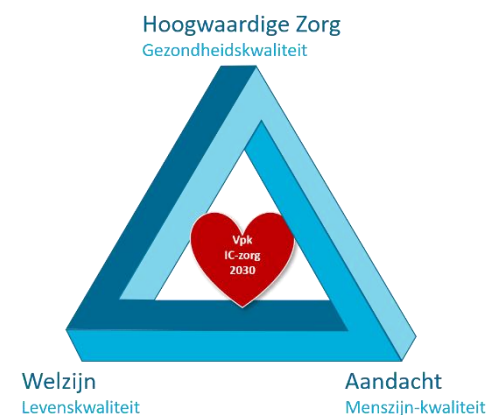 Hoogwaardige Zorg
Gezondheidskwaliteit
Vpk
IC-zorg
2030
Welzijn
Levenskwaliteit
Aandacht
Menszijn-kwaliteit